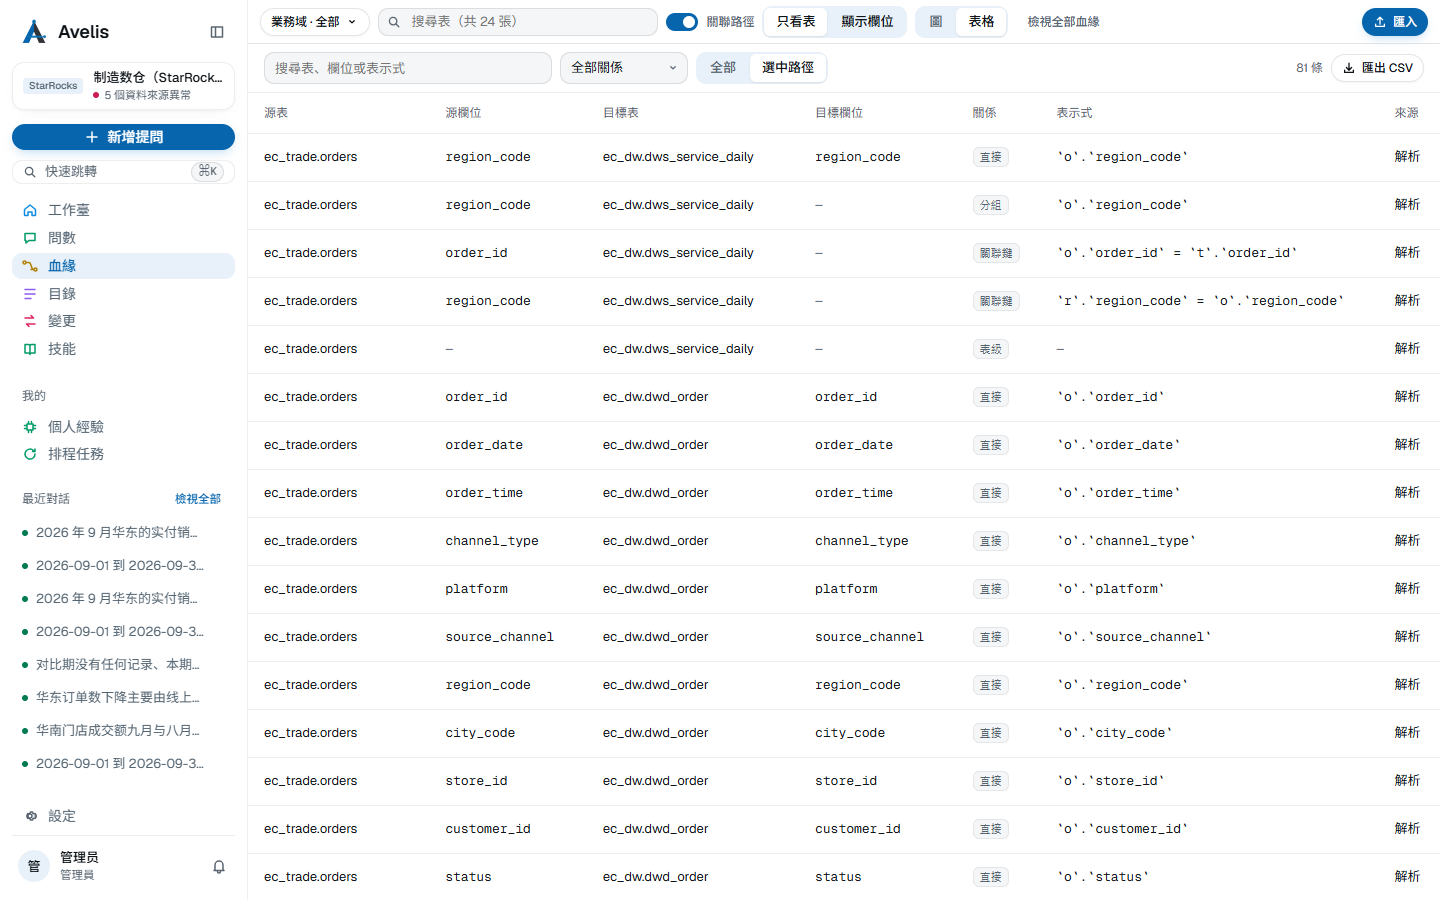 Avelis
StarRocks
制造数仓（StarRock...
5 個資料來源異常
新增提問
快速跳轉
⌘K
工作臺
問數
血緣
目錄
變更
技能
我的
個人經驗
排程任務
最近對話
檢視全部
2026 年 9 月华东的实付销...
2026-09-01 到 2026-09-3...
2026 年 9 月华东的实付销...
2026-09-01 到 2026-09-3...
对比期没有任何记录、本期...
华东订单数下降主要由线上...
华南门店成交额九月与八月...
2026-09-01 到 2026-09-3...
設定
管
管理员
管理員
業務域 · 全部
搜尋表（共 24 張）
關聯路徑
只看表
顯示欄位
圖
表格
檢視全部血緣
匯入
搜尋表、欄位或表示式
全部關係
全部
選中路徑
81 條
匯出 CSV
源表 源欄位 目標表 目標欄位 關係 表示式 來源
ec_trade.orders region_code ec_dw.dws_service_daily region_code 直接 `o`.`region_code` 解析
ec_trade.orders region_code ec_dw.dws_service_daily – 分組 `o`.`region_code` 解析
ec_trade.orders order_id ec_dw.dws_service_daily – 關聯鍵 `o`.`order_id` = `t`.`order_id` 解析
ec_trade.orders region_code ec_dw.dws_service_daily – 關聯鍵 `r`.`region_code` = `o`.`region_code` 解析
ec_trade.orders – ec_dw.dws_service_daily – 表級 – 解析
ec_trade.orders order_id ec_dw.dwd_order order_id 直接 `o`.`order_id` 解析
ec_trade.orders order_date ec_dw.dwd_order order_date 直接 `o`.`order_date` 解析
ec_trade.orders order_time ec_dw.dwd_order order_time 直接 `o`.`order_time` 解析
ec_trade.orders channel_type ec_dw.dwd_order channel_type 直接 `o`.`channel_type` 解析
ec_trade.orders platform ec_dw.dwd_order platform 直接 `o`.`platform` 解析
ec_trade.orders source_channel ec_dw.dwd_order source_channel 直接 `o`.`source_channel` 解析
ec_trade.orders region_code ec_dw.dwd_order region_code 直接 `o`.`region_code` 解析
ec_trade.orders city_code ec_dw.dwd_order city_code 直接 `o`.`city_code` 解析
ec_trade.orders store_id ec_dw.dwd_order store_id 直接 `o`.`store_id` 解析
ec_trade.orders customer_id ec_dw.dwd_order customer_id 直接 `o`.`customer_id` 解析
ec_trade.orders status ec_dw.dwd_order status 直接 `o`.`status` 解析